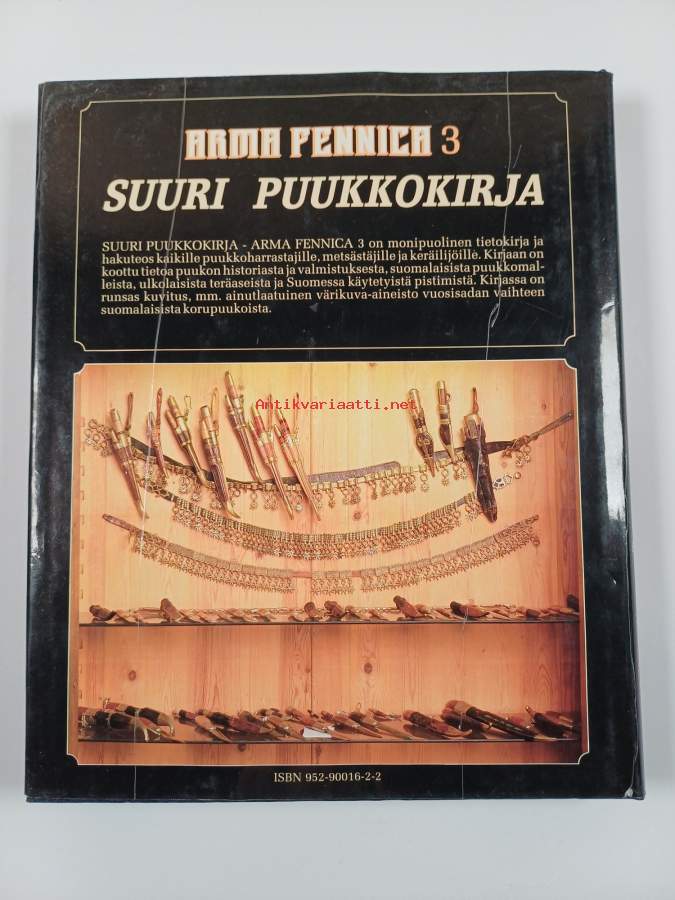 ARMA FENNICA 3
SUURI PUUKKOKIRJA
SUURI PUUKKOKIRJA - ARMA FENNICA 3 on monipuolinen tietokirja ja
hakuteos kaikille puukkoharrastajille, metsästäjille ja keräilijöille. Kirjaan on
koottu tietoa puukon historiasta ja valmistuksesta, suomalaisista puukkomal-
leista, ulkolaisista teräaseista ja Suomessa käytetyistä pistimistä. Kirjassa on
runsas kuvitus, mm. ainutlaatuinen värikuva-aineisto vuosisadan vaihteen
suomalaisista korupuukoista.
Antikvariaatti.net
ISBN 952-90016-2-2